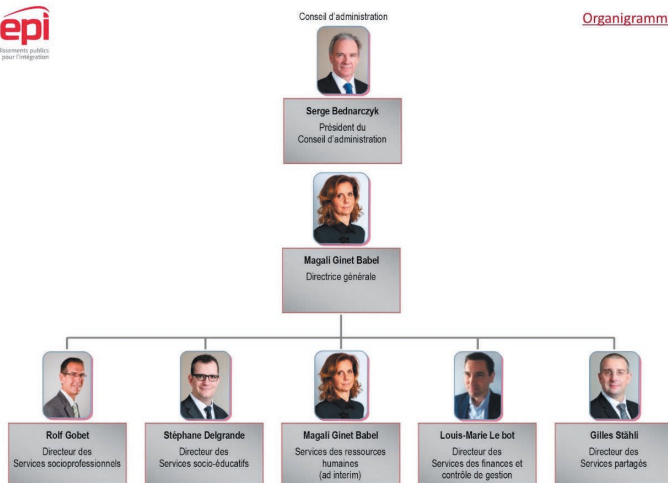 epi
pour l'intégration
Conseil d'administration
Organigramm
Serge Bednarczyk
Président du
Conseil d'administration
Magali Ginet Babel
Directrice générale
Rolf Gobet
Directeur des
Services socioprofessionnels
Stéphane Delgrande
Directeur des
Services socio-éducatifs
Magali Ginet Babel
Services des ressources
humaines
(ad interim)
Louis-Marie Le bot
Directeur des
Services des finances et
contrôle de gestion
Gilles Stähli
Directeur des
Services partagés